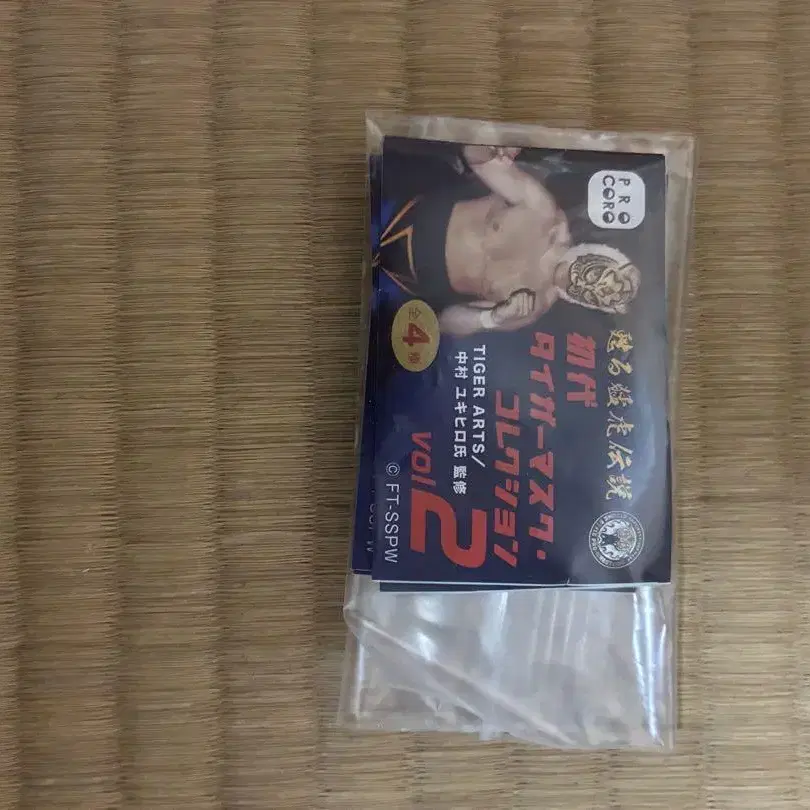 PRO
CORO
甦る猛虎伝説
初代
タイガーマスク・
コレクション
vol.2
全4種
TIGER ARTS/
中村 ユキヒロ氏 監修
© FT-SSPW